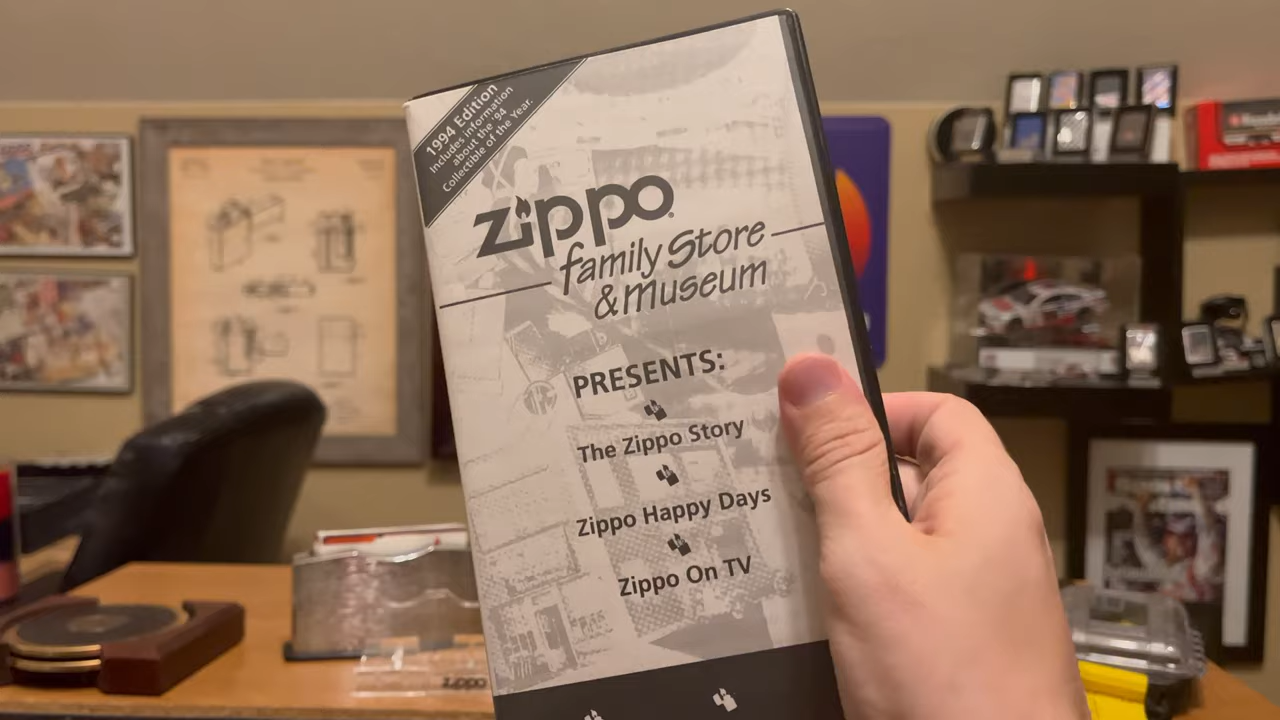 1994 Edition
Includes information
about the '94
Collectible of the Year.
zippo®
family Store
& museum
PRESENTS:
The Zippo Story
Zippo Happy Days
Zippo On TV
zippo